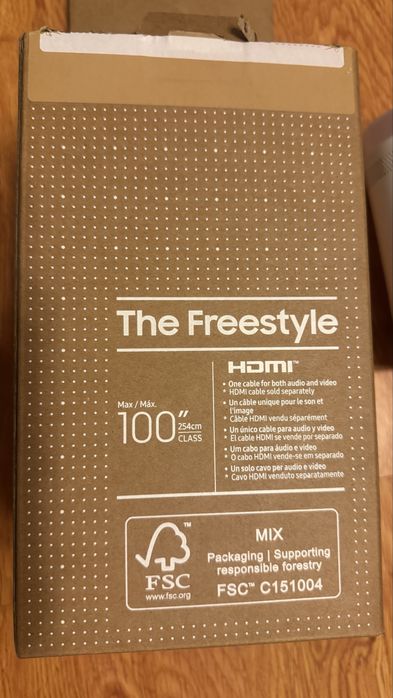 The Freestyle
Max / Máx.
100"
254cm
CLASS
HDMI™
• One cable for both audio and video
* HDMI cable sold separately
• Un câble unique pour le son et
l'image
* Câble HDMI vendu séparément
• Un único cable para audio y video
* El cable HDMI se vende por separado
• Um cabo para áudio e vídeo
* O cabo HDMI vende-se em separado
• Un solo cavo per audio e video
* Cavo HDMI venduto separatamente
™
FSC
www.fsc.org
MIX
Packaging | Supporting
responsible forestry
FSC™ C151004